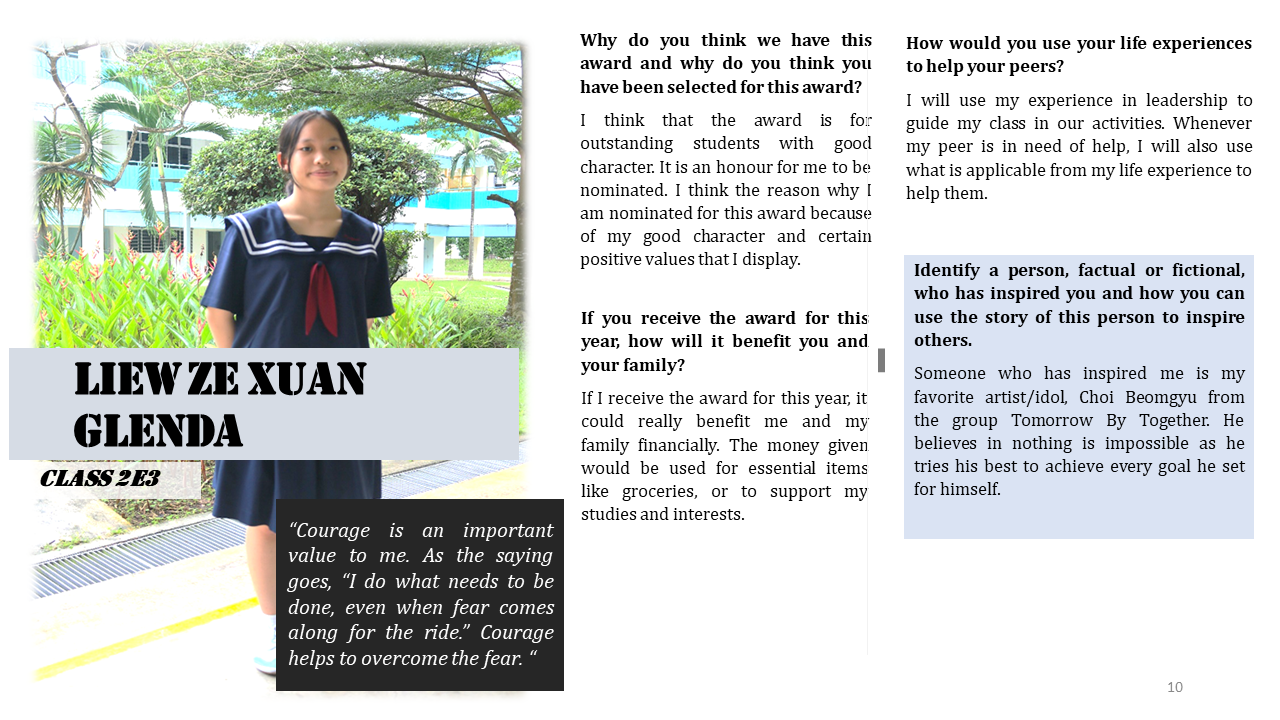 LIEW ZE XUAN
GLENDA
CLASS 2E3
“Courage is an important
value to me. As the saying
goes, “I do what needs to be
done, even when fear comes
along for the ride.” Courage
helps to overcome the fear. “
Why do you think we have this
award and why do you think you
have been selected for this award?
I think that the award is for
outstanding students with good
character. It is an honour for me to be
nominated. I think the reason why I
am nominated for this award because
of my good character and certain
positive values that I display.
If you receive the award for this
year, how will it benefit you and
your family?
If I receive the award for this year, it
could really benefit me and my
family financially. The money given
would be used for essential items
like groceries, or to support my
studies and interests.
How would you use your life experiences
to help your peers?
I will use my experience in leadership to
guide my class in our activities. Whenever
my peer is in need of help, I will also use
what is applicable from my life experience to
help them.
Identify a person, factual or fictional,
who has inspired you and how you can
use the story of this person to inspire
others.
Someone who has inspired me is my
favorite artist/idol, Choi Beomgyu from
the group Tomorrow By Together. He
believes in nothing is impossible as he
tries his best to achieve every goal he set
for himself.
10